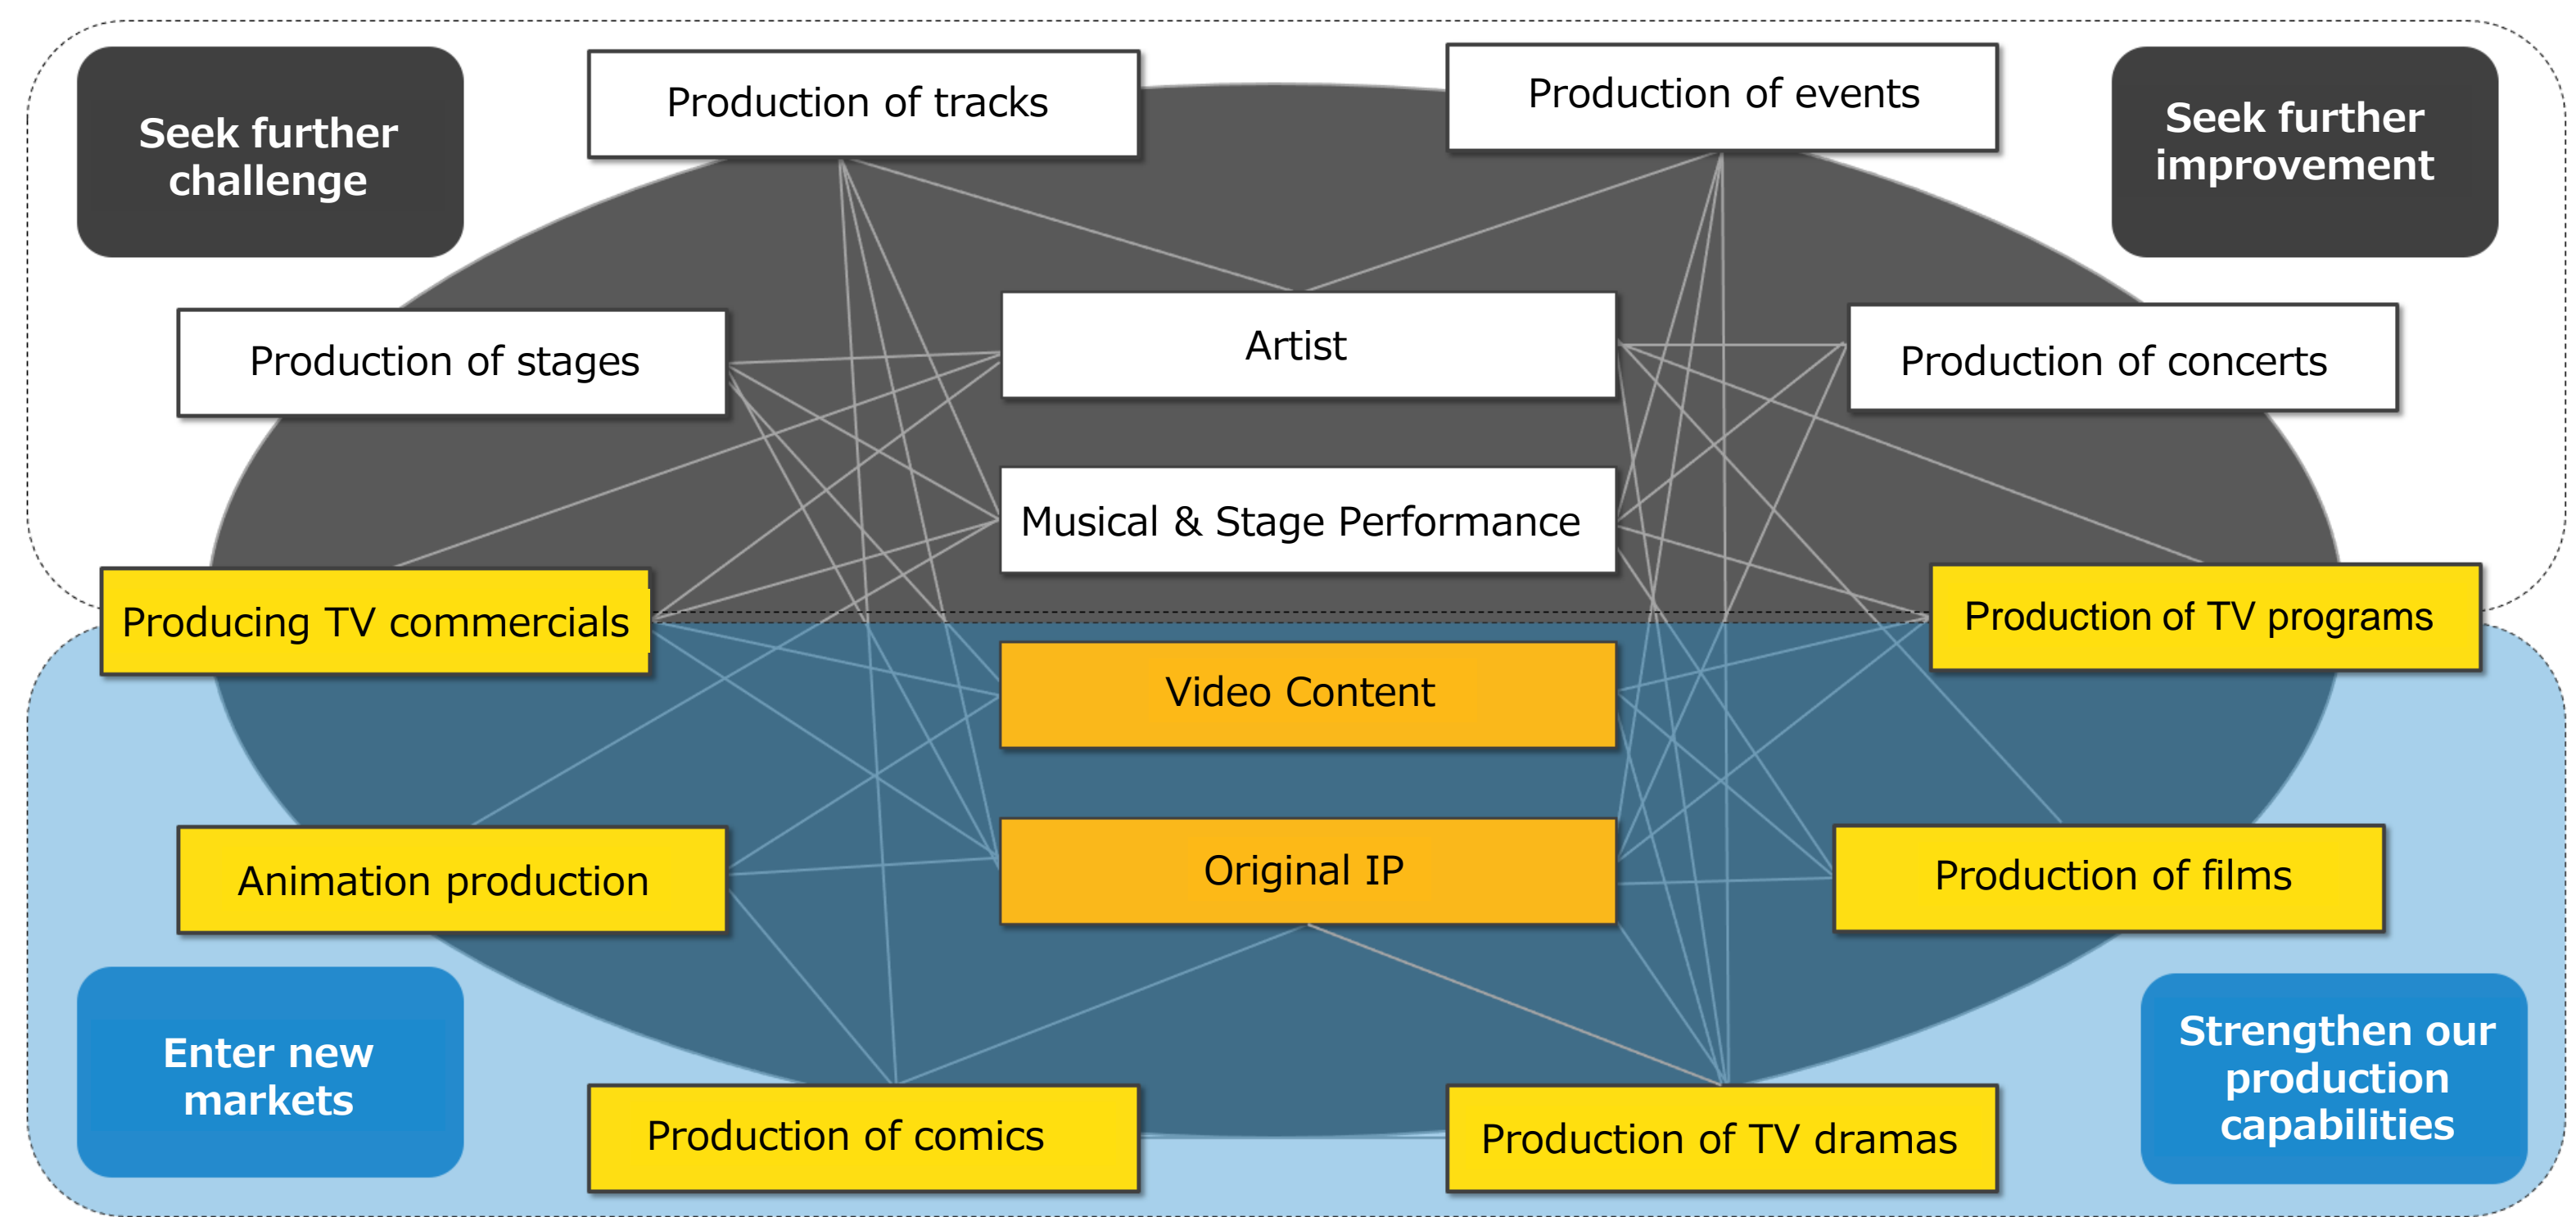 Production of tracks
Production of events
Seek further
challenge
Seek further
improvement
Production of stages
Artist
Production of concerts
Musical & Stage Performance
Producing TV commercials
Production of TV programs
Video Content
Animation production
Original IP
Production of films
Enter new
markets
Strengthen our
production
capabilities
Production of comics
Production of TV dramas